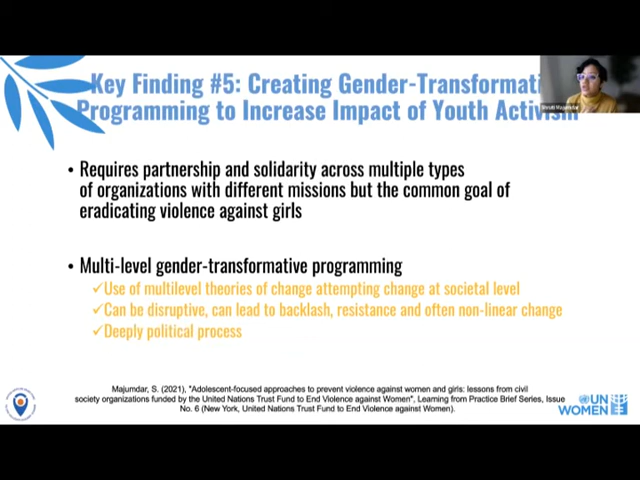 Key Finding #5: Creating Gender-Transformati
Programming to Increase Impact of Youth Activism
Shruti Majumdar
• Requires partnership and solidarity across multiple types
of organizations with different missions but the common goal of
eradicating violence against girls
• Multi-level gender-transformative programming
✓Use of multilevel theories of change attempting change at societal level
✓Can be disruptive, can lead to backlash, resistance and often non-linear change
✓Deeply political process
Majumdar, S. (2021), "Adolescent-focused approaches to prevent violence against women and girls: lessons from civil
society organizations funded by the United Nations Trust Fund to End Violence against Women", Learning from Practice Brief Series, Issue
No. 6 (New York, United Nations Trust Fund to End Violence against Women).
UN
WOMEN